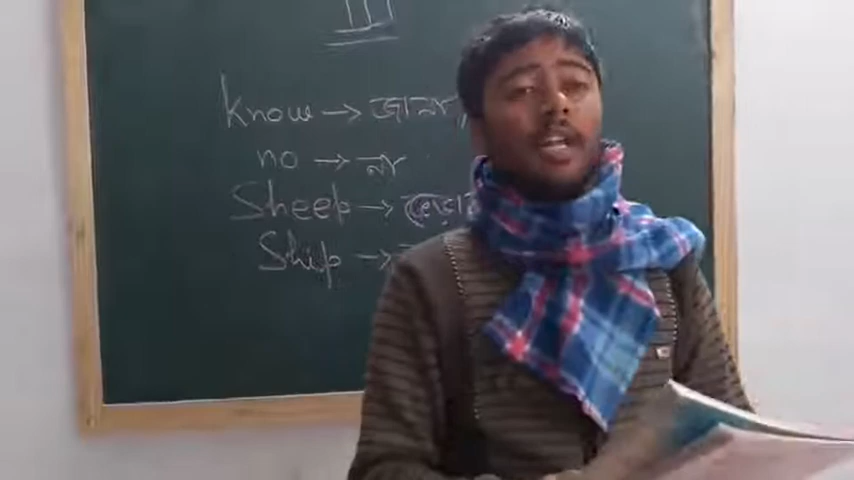 Know → জানা
no → না
Sheep → ভেড়া
Ship →